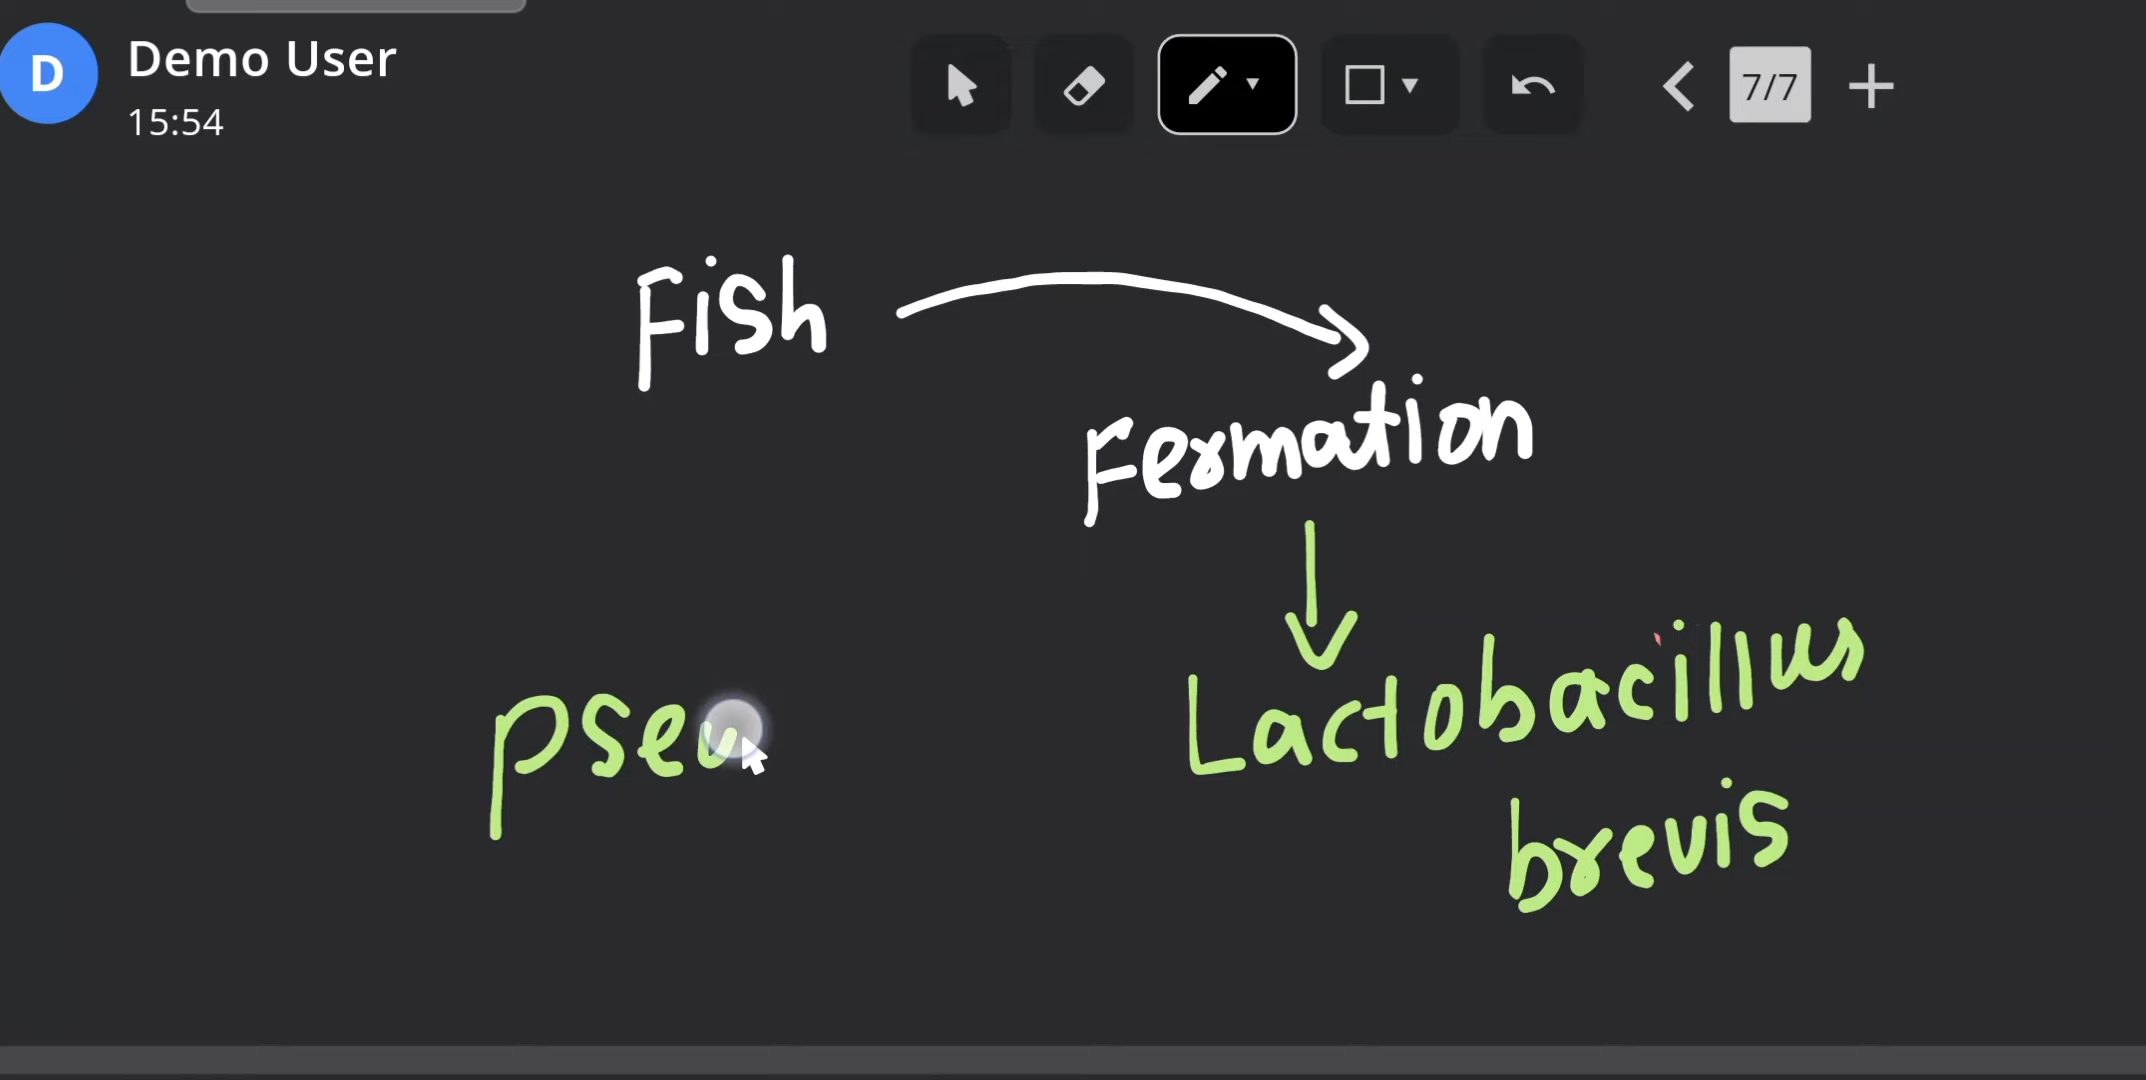 D
Demo User
15:54
7/7
Fish
Fermation
Lactobacillus
brevis
pseu